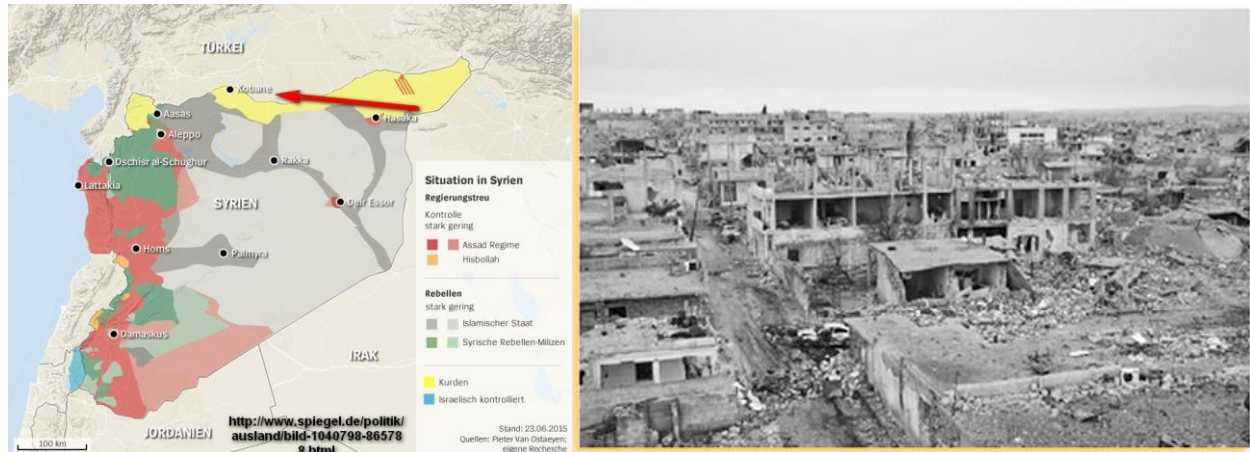 TÜRKEI
Kobane
Aasas
Aleppo
Hasaka
Dschisr al-Schughur
Rakka
Lattakia
SYRIEN
Deir Essor
Homs
Palmyra
Damaskus
IRAK
JORDANIEN
100 km
http://www.spiegel.de/politik/
ausland/bild-1040798-86578
8.html
Situation in Syrien
Regierungstreu
Kontrolle
stark gering
Assad Regime
Hisbollah
Rebellen
stark gering
Islamischer Staat
Syrische Rebellen-Milizen
Kurden
Israelisch kontrolliert
Stand: 23.06.2015
Quellen: Pieter Van Ostaeyen;
eigene Recherche